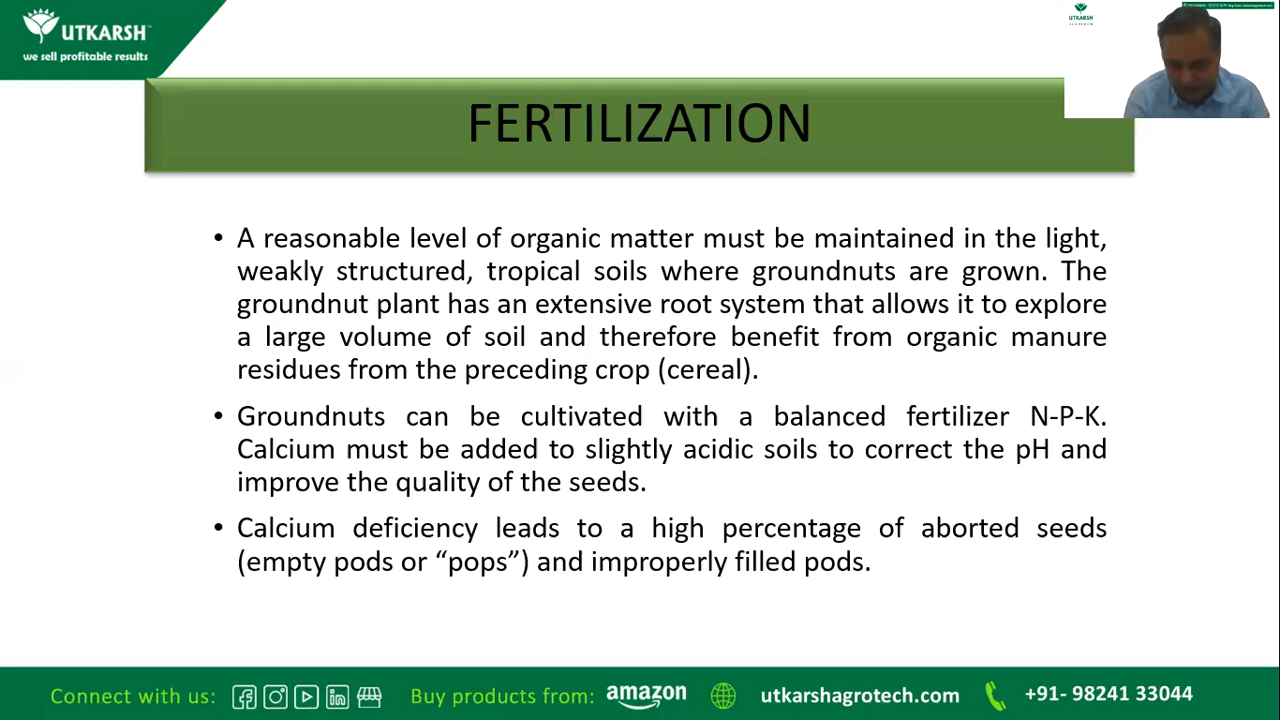 UTKARSH
we sell profitable results
UTKARSH
FERTILIZATION
• A reasonable level of organic matter must be maintained in the light,
weakly structured, tropical soils where groundnuts are grown. The
groundnut plant has an extensive root system that allows it to explore
a large volume of soil and therefore benefit from organic manure
residues from the preceding crop (cereal).
• Groundnuts can be cultivated with a balanced fertilizer N-P-K.
Calcium must be added to slightly acidic soils to correct the pH and
improve the quality of the seeds.
• Calcium deficiency leads to a high percentage of aborted seeds
(empty pods or “pops”) and improperly filled pods.
Connect with us: Buy products from: amazon utkarshagrotech.com +91- 98241 33044